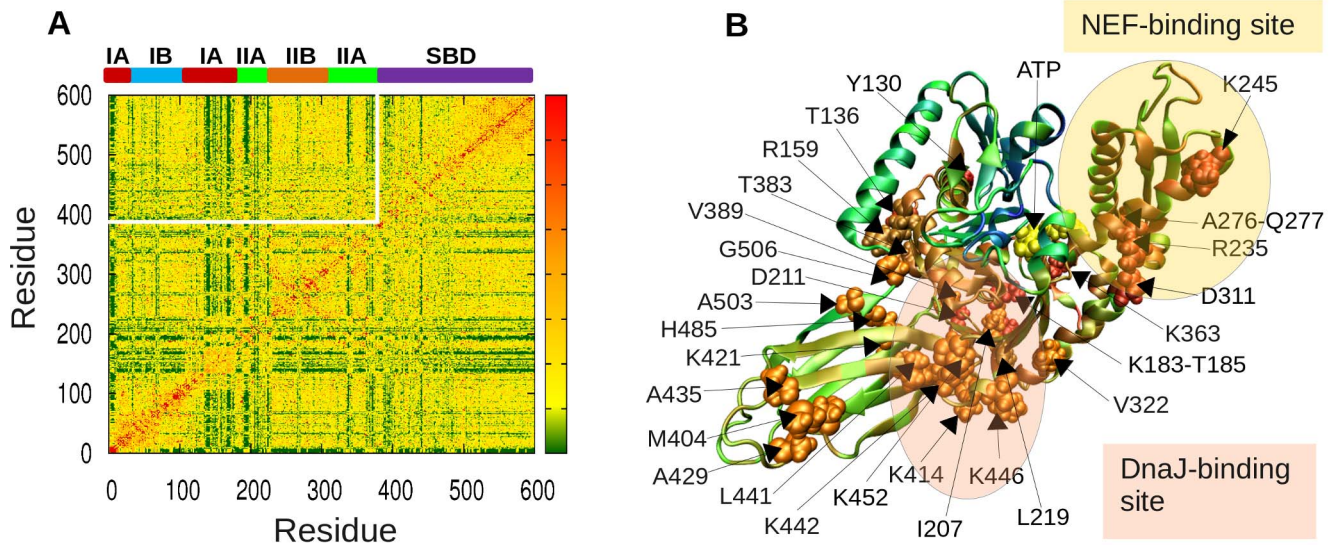 A
IA IB IA IIA IIB IIA SBD
600
500
400
300
200
100
0
Residue
0 100 200 300 400 500 600
Residue
B
NEF-binding site
ATP
Y130
K245
T136
R159
T383
V389
G506
D211
A503
H485
K421
A435
M404
A429
L441
K442
K452
K414
K446
I207
L219
A276-Q277
R235
D311
K363
K183-T185
V322
DnaJ-binding
site